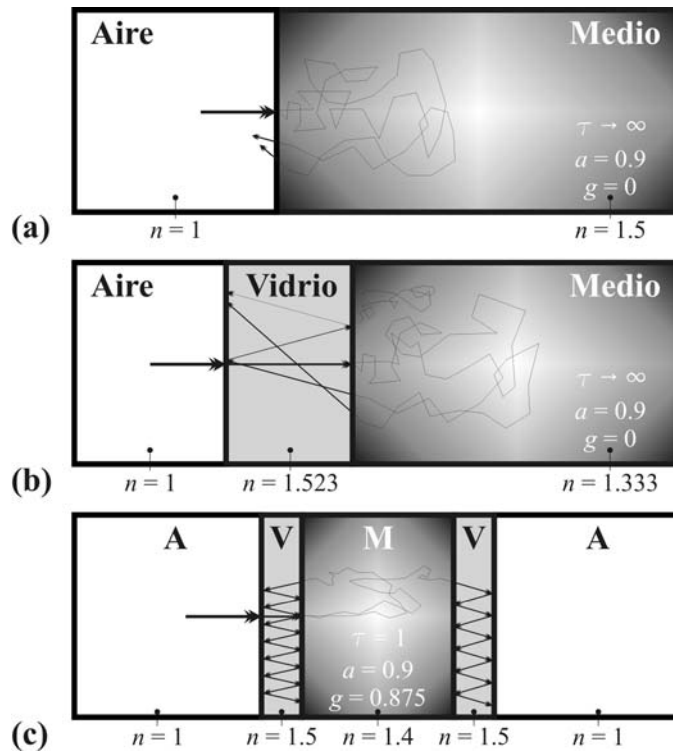 Aire Medio
τ → ∞
a = 0.9
g = 0
(a)
n = 1 n = 1.5
Aire Vidrio Medio
τ → ∞
a = 0.9
g = 0
(b)
n = 1 n = 1.523 n = 1.333
A V M V A
τ = 1
a = 0.9
g = 0.875
(c)
n = 1 n = 1.5 n = 1.4 n = 1.5 n = 1